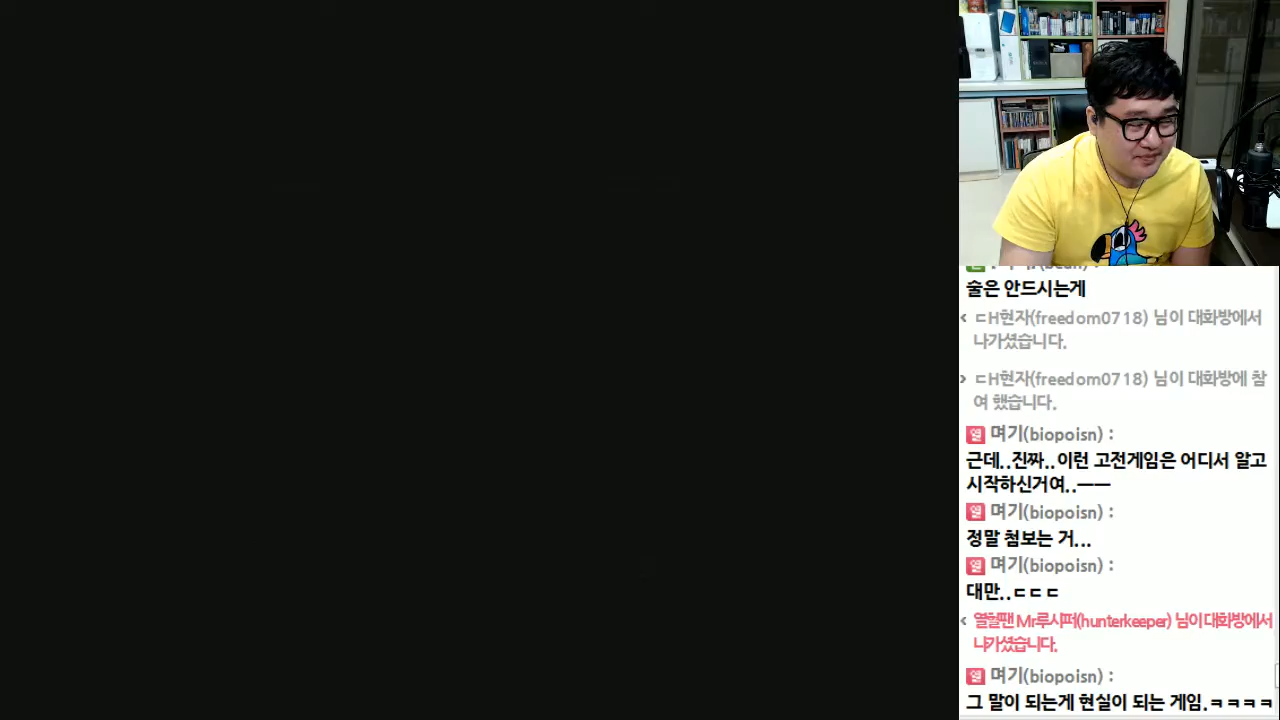 술은 안드시는게
ㄷH현자(freedom0718) 님이 대화방에서
나가셨습니다.
ㄷH현자(freedom0718) 님이 대화방에 참
여 했습니다.
열 며기(biopoisn) :
근데..진짜..이런 고전게임은 어디서 알고
시작하신거여..ㅡㅡ
열 며기(biopoisn) :
정말 첨보는 거...
열 며기(biopoisn) :
대만..ㄷㄷㄷ
열혈팬 Mr루시퍼(hunterkeeper) 님이 대화방에서
나가셨습니다.
열 며기(biopoisn) :
그 말이 되는게 현실이 되는 게임.ㅋㅋㅋㅋ